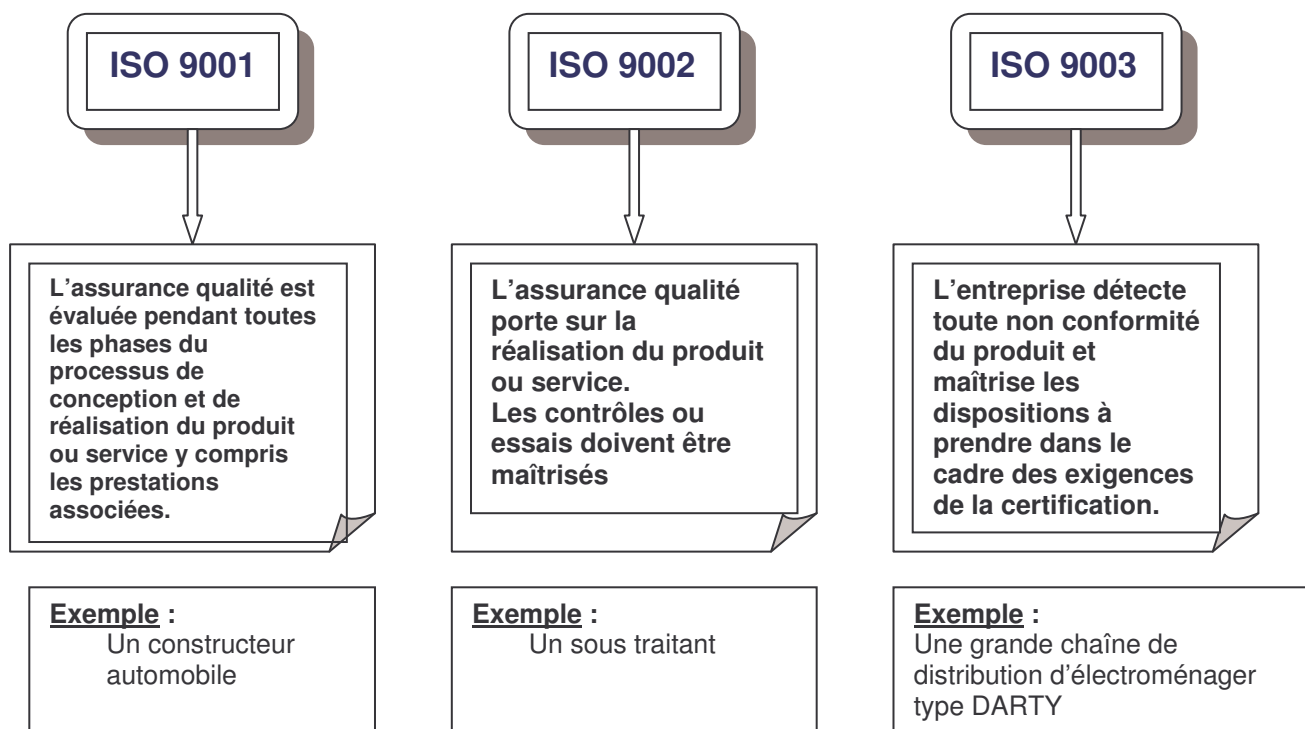 ISO 9001
ISO 9002
ISO 9003
L’assurance qualité est
évaluée pendant toutes
les phases du
processus de
conception et de
réalisation du produit
ou service y compris
les prestations
associées.
L’assurance qualité
porte sur la
réalisation du produit
ou service.
Les contrôles ou
essais doivent être
maîtrisés
L’entreprise détecte
toute non conformité
du produit et
maîtrise les
dispositions à
prendre dans le
cadre des exigences
de la certification.
Exemple :
Un constructeur
automobile
Exemple :
Un sous traitant
Exemple :
Une grande chaîne de
distribution d’électroménager
type DARTY